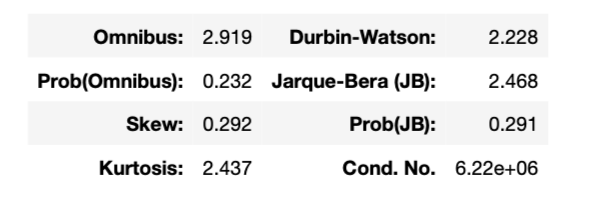 Omnibus: 2.919 Durbin-Watson: 2.228
Prob(Omnibus): 0.232 Jarque-Bera (JB): 2.468
Skew: 0.292 Prob(JB): 0.291
Kurtosis: 2.437 Cond. No. 6.22e+06